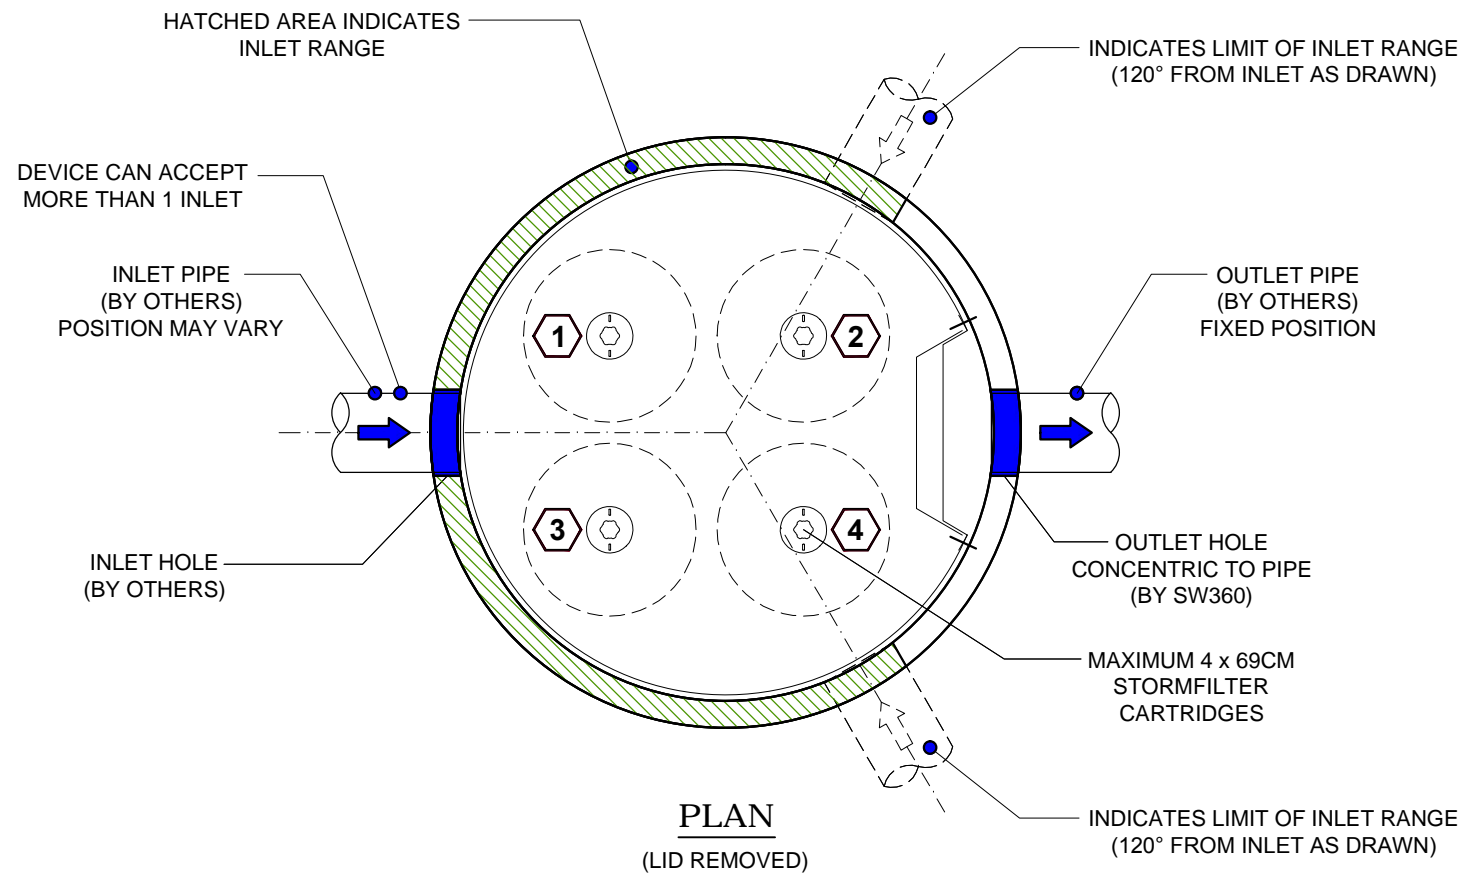 HATCHED AREA INDICATES
INLET RANGE
INDICATES LIMIT OF INLET RANGE
(120° FROM INLET AS DRAWN)
DEVICE CAN ACCEPT
MORE THAN 1 INLET
INLET PIPE
(BY OTHERS)
POSITION MAY VARY
OUTLET PIPE
(BY OTHERS)
FIXED POSITION
1
2
3
4
INLET HOLE
(BY OTHERS)
OUTLET HOLE
CONCENTRIC TO PIPE
(BY SW360)
MAXIMUM 4 x 69CM
STORMFILTER
CARTRIDGES
PLAN
(LID REMOVED)
INDICATES LIMIT OF INLET RANGE
(120° FROM INLET AS DRAWN)